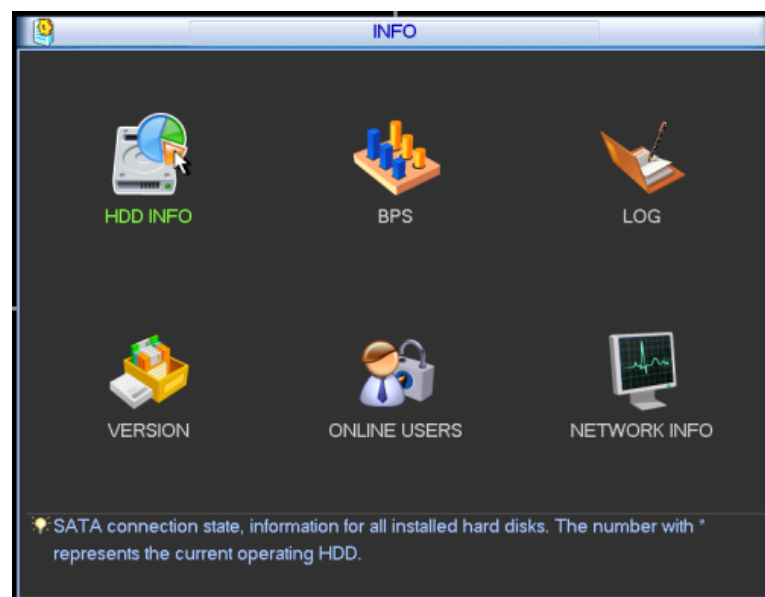 INFO
HDD INFO
BPS
LOG
VERSION
ONLINE USERS
NETWORK INFO
SATA connection state, information for all installed hard disks. The number with *
represents the current operating HDD.